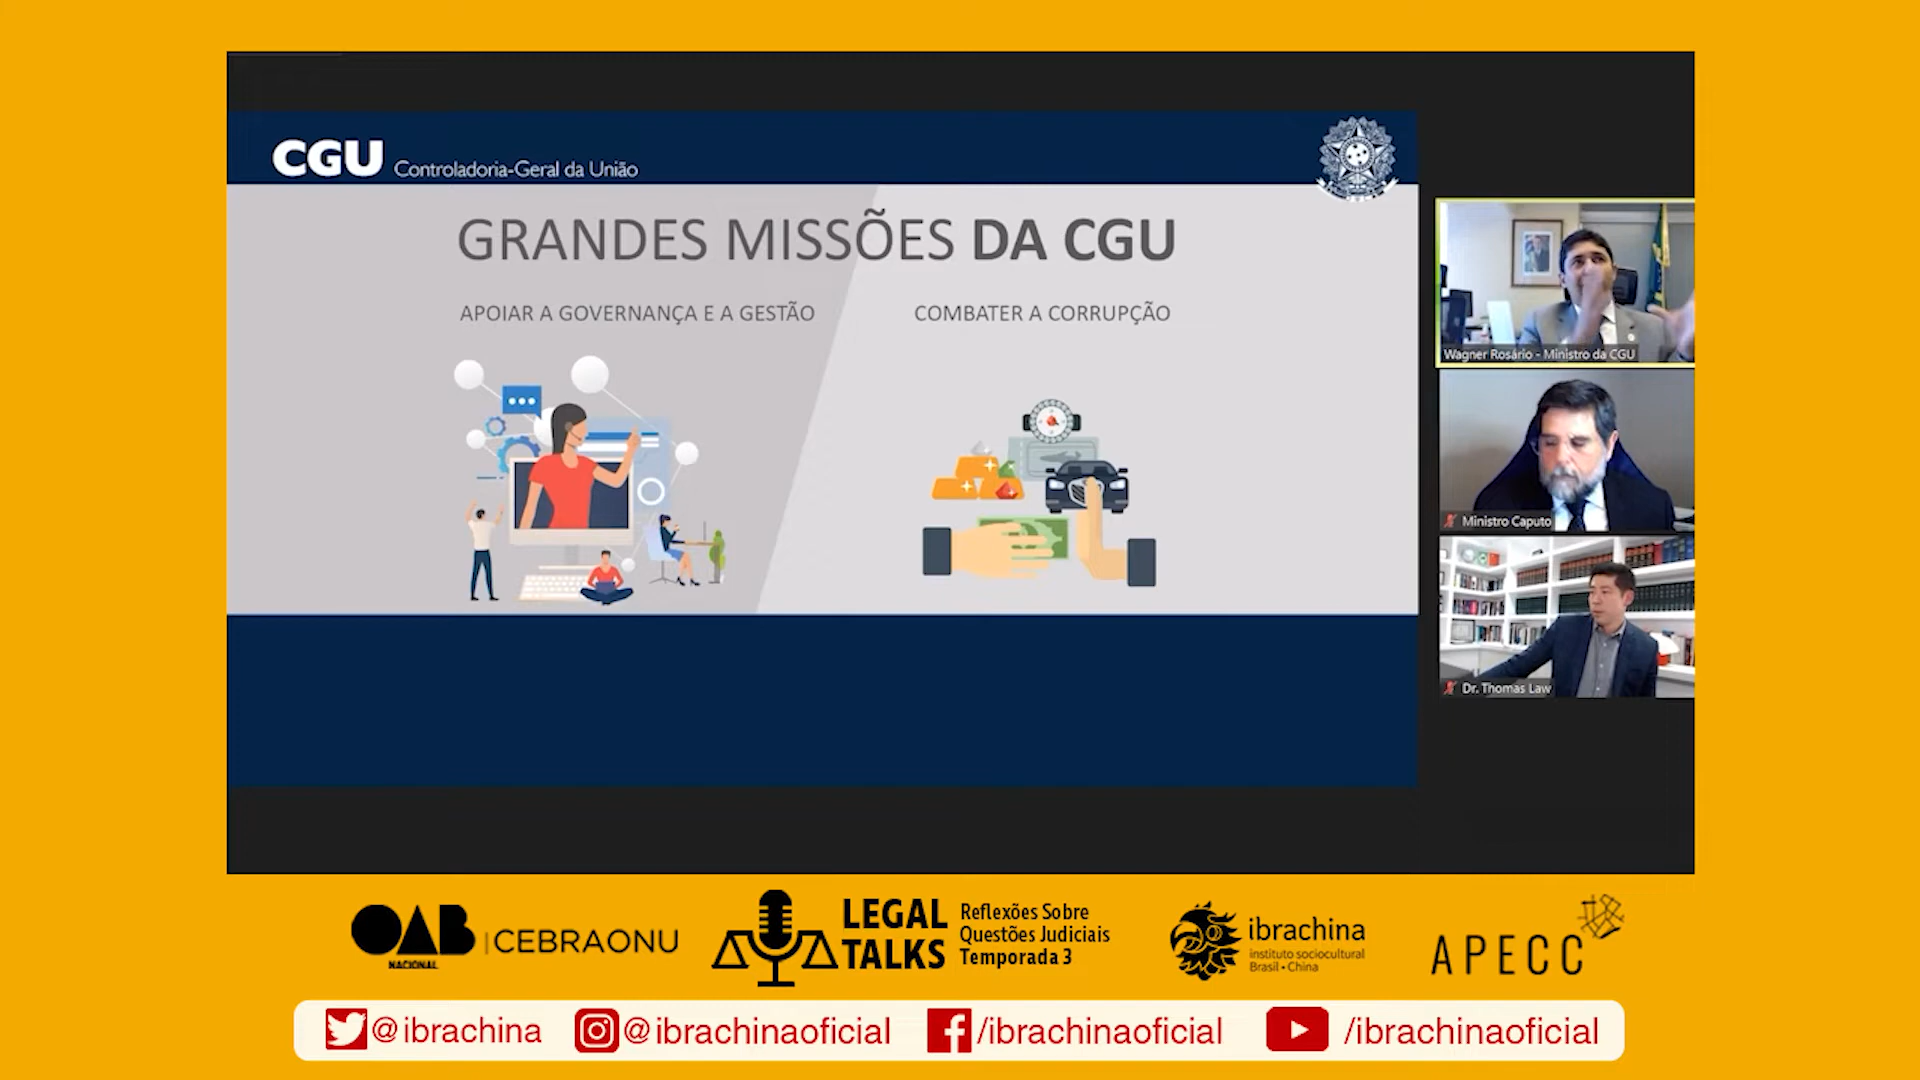 CGU Controladoria-Geral da União
GRANDES MISSÕES DA CGU
APOIAR A GOVERNANÇA E A GESTÃO
COMBATER A CORRUPÇÃO
Wagner Rosário - Ministro da CGU
Ministro Caputo
Dr. Thomas Law
OAB
NACIONAL
CEBRAONU
LEGAL
TALKS
Reflexões Sobre
Questões Judiciais
Temporada 3
ibrachina
instituto sociocultural
Brasil • China
APECC
@ibrachina
@ibrachinaoficial
/ibrachinaoficial
/ibrachinaoficial